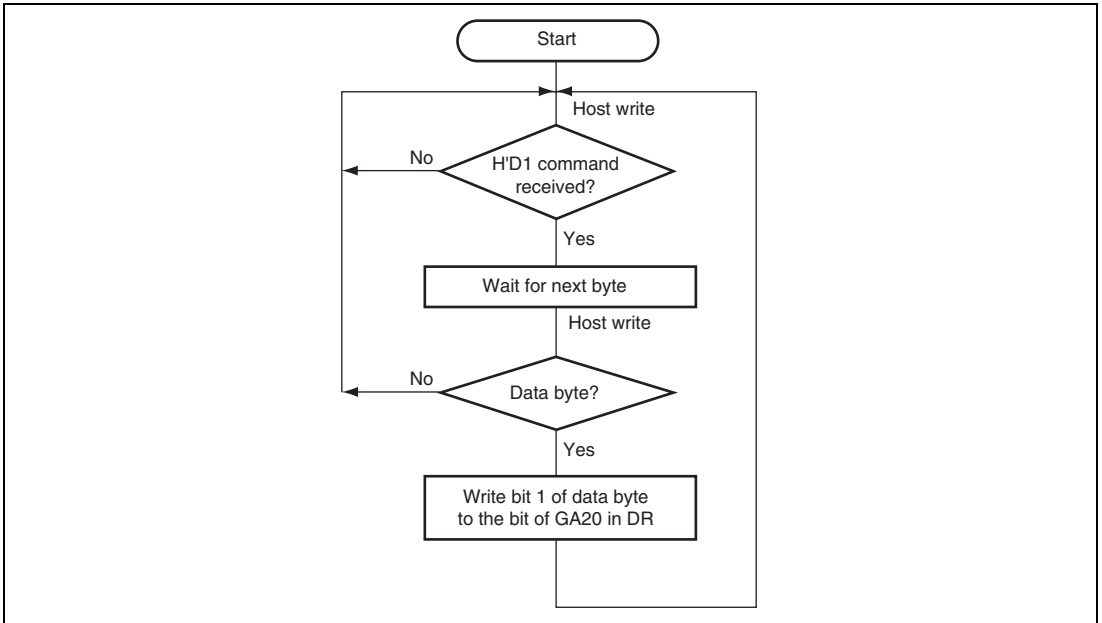 Start
Host write
No
H'D1 command
received?
Yes
Wait for next byte
Host write
No
Data byte?
Yes
Write bit 1 of data byte
to the bit of GA20 in DR